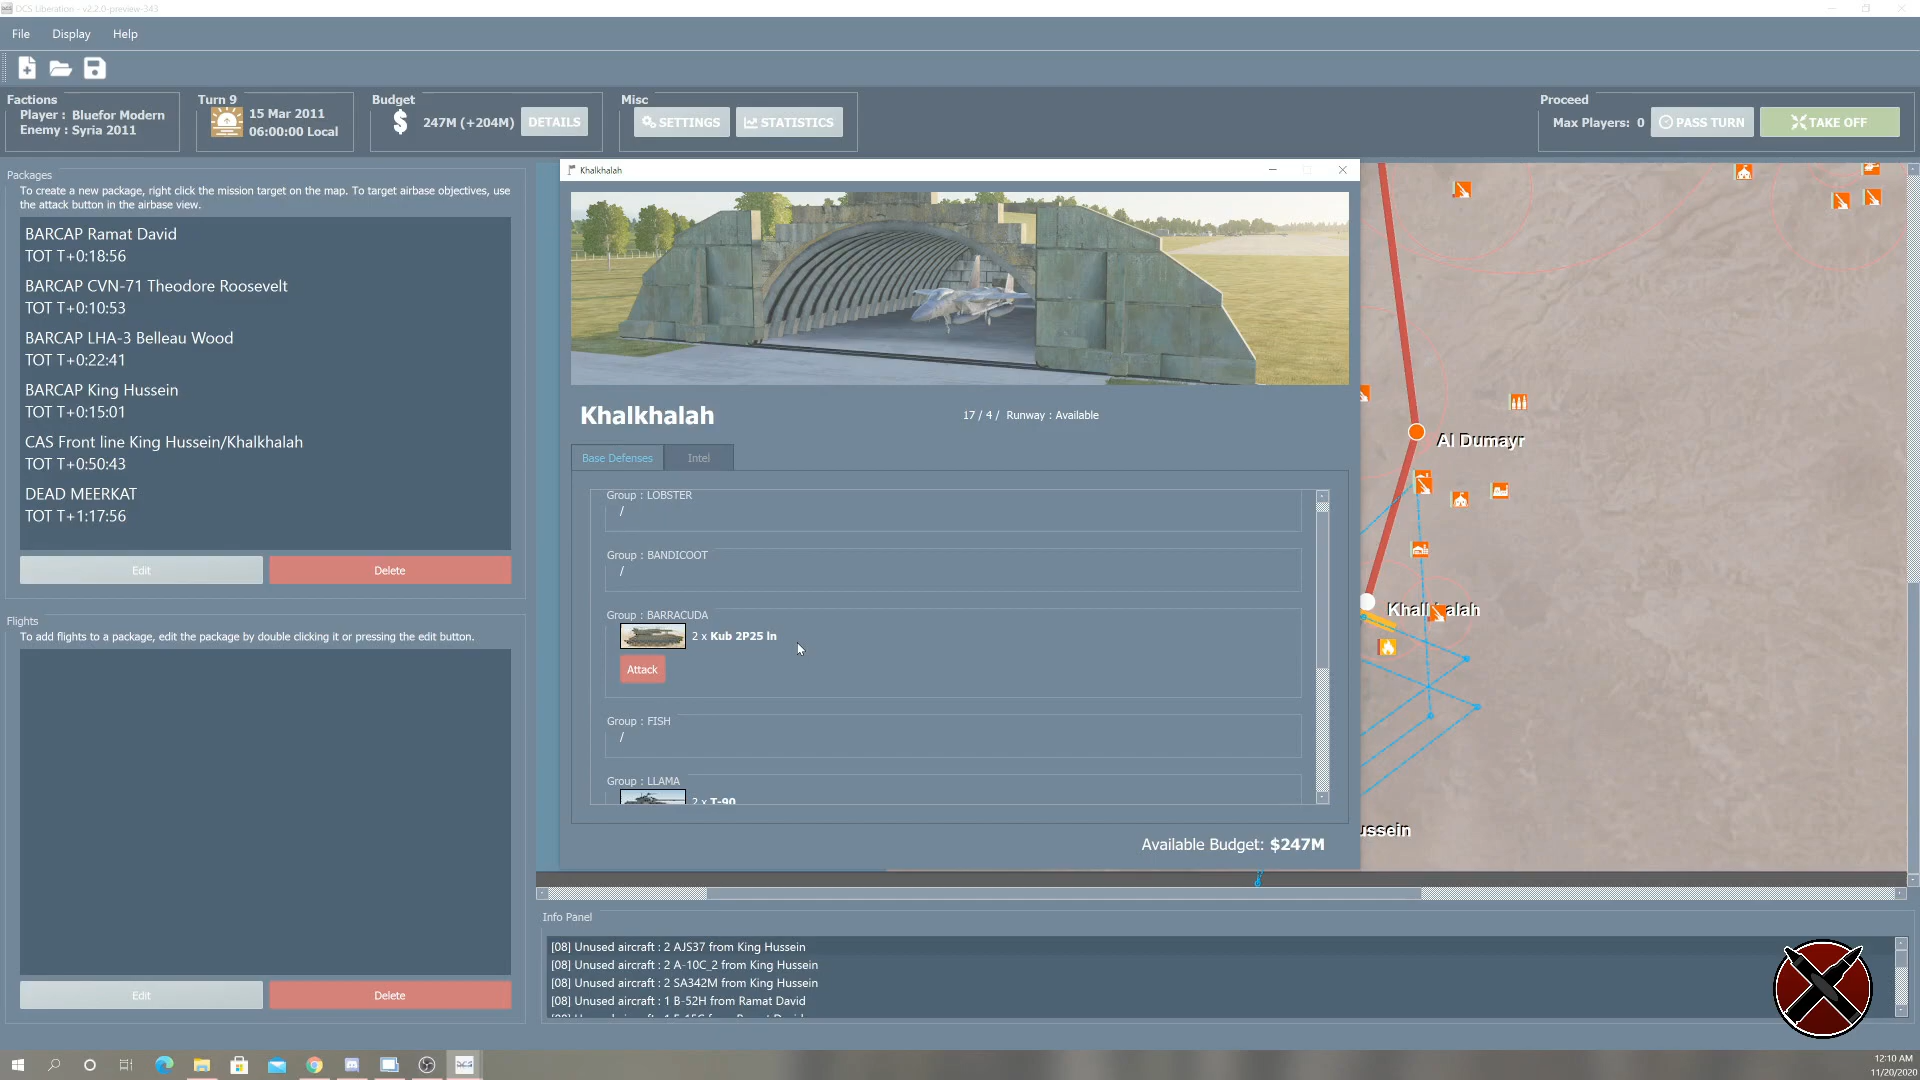 DCS Liberation - v2.2.0-preview-343
File
Display
Help
Factions
Player : Bluefor Modern
Enemy : Syria 2011
Turn 9
15 Mar 2011
06:00:00 Local
Budget
247M (+204M)
DETAILS
Misc
SETTINGS
STATISTICS
Proceed
Max Players: 0
PASS TURN
TAKE OFF
Packages
To create a new package, right click the mission target on the map. To target airbase objectives, use
the attack button in the airbase view.
BARCAP Ramat David
TOT T+0:18:56
BARCAP CVN-71 Theodore Roosevelt
TOT T+0:10:53
BARCAP LHA-3 Belleau Wood
TOT T+0:22:41
BARCAP King Hussein
TOT T+0:15:01
CAS Front line King Hussein/Khalkhalah
TOT T+0:50:43
DEAD MEERKAT
TOT T+1:17:56
Edit
Delete
Flights
To add flights to a package, edit the package by double clicking it or pressing the edit button.
Edit
Delete
Khalkhalah
Khalkhalah
17 / 4 / Runway : Available
Base Defenses
Intel
Group : LOBSTER
/
Group : BANDICOOT
/
Group : BARRACUDA
2 x Kub 2P25 ln
Attack
Group : FISH
/
Group : LLAMA
2 x T-90
Available Budget: $247M
Al Dumayr
ussein
Info Panel
[08] Unused aircraft : 2 AJS37 from King Hussein
[08] Unused aircraft : 2 A-10C_2 from King Hussein
[08] Unused aircraft : 2 SA342M from King Hussein
[08] Unused aircraft : 1 B-52H from Ramat David
12:10 AM
11/20/2020